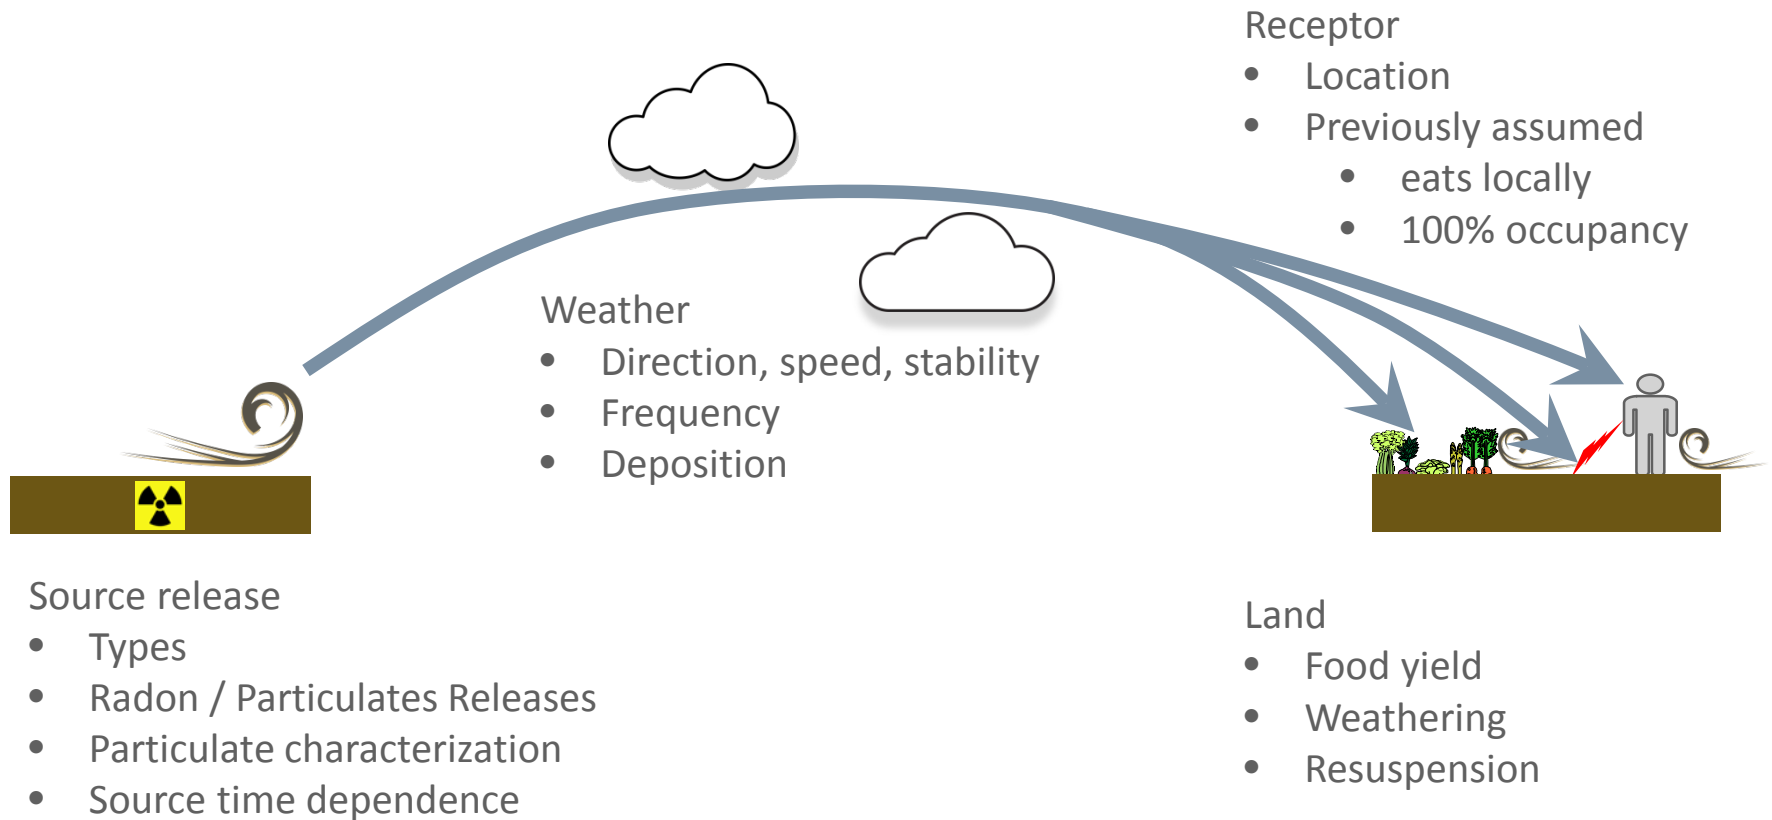 Receptor
• Location
• Previously assumed
• eats locally
• 100% occupancy
Weather
• Direction, speed, stability
• Frequency
• Deposition
Source release
• Types
• Radon / Particulates Releases
• Particulate characterization
• Source time dependence
Land
• Food yield
• Weathering
• Resuspension